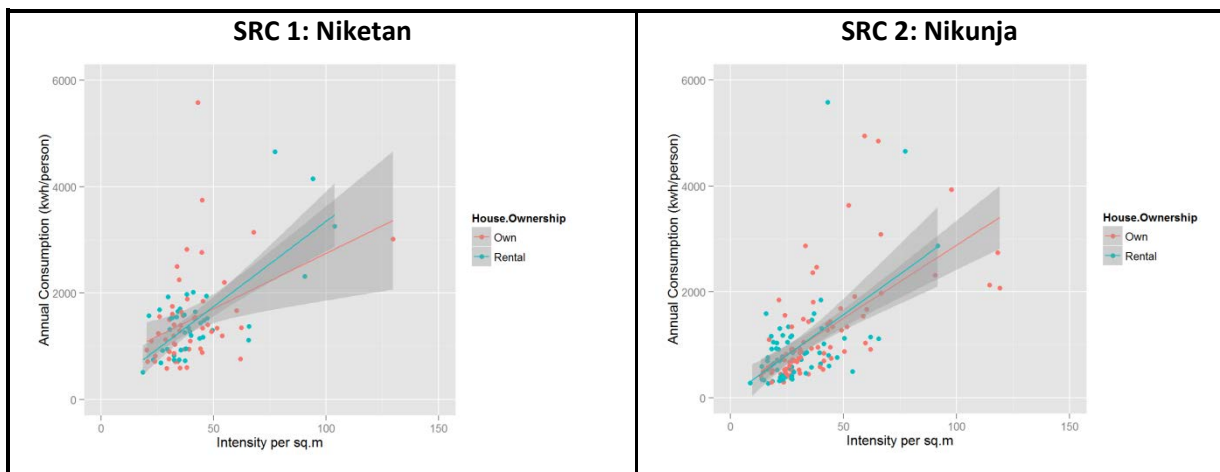 SRC 1: Niketan
Annual Consumption (kwh/person)
6000
4000
2000
0
0 50 100 150
Intensity per sq.m
House.Ownership
Own
Rental
SRC 2: Nikunja
Annual Consumption (kwh/person)
6000
4000
2000
0
0 50 100 150
Intensity per sq.m
House.Ownership
Own
Rental